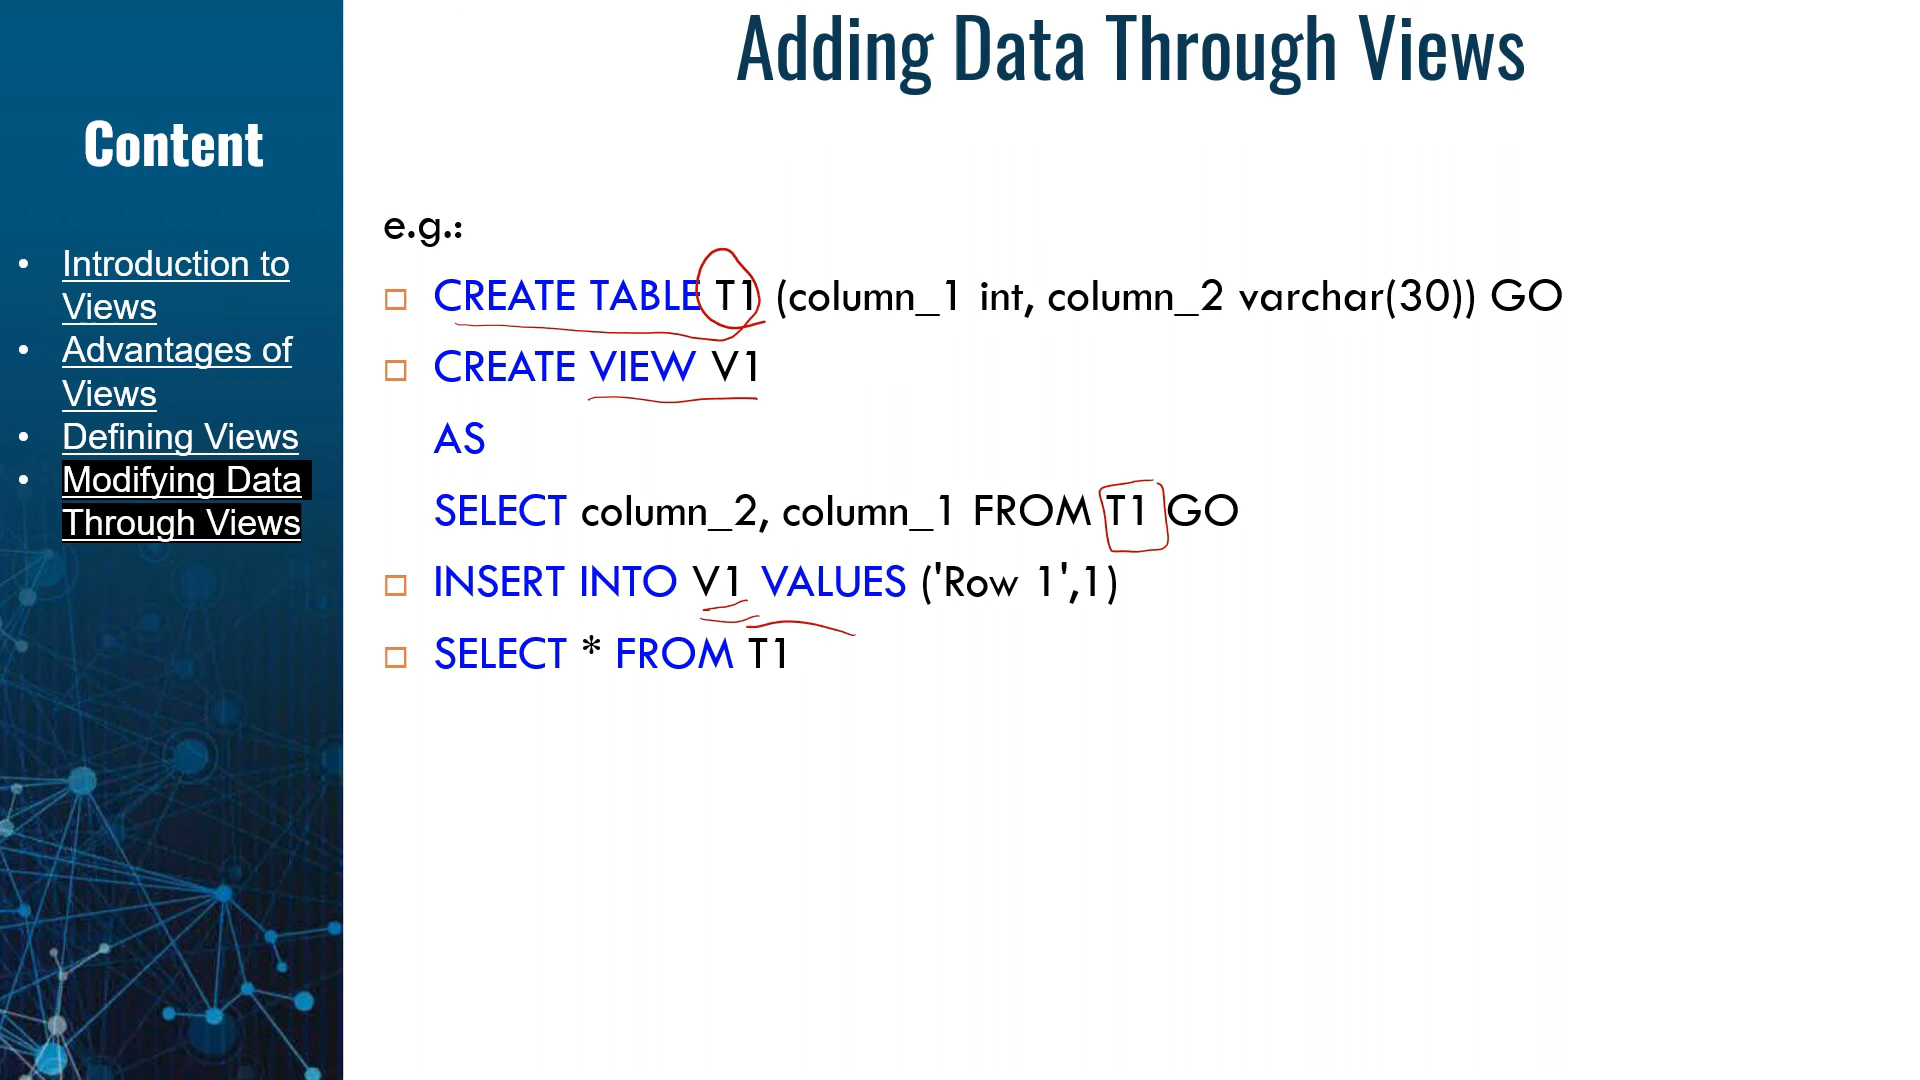 Adding Data Through Views
Content
• Introduction to
Views
• Advantages of
Views
• Defining Views
• Modifying Data
Through Views
e.g.:
CREATE TABLE T1 (column_1 int, column_2 varchar(30)) GO
CREATE VIEW V1
AS
SELECT column_2, column_1 FROM T1 GO
INSERT INTO V1 VALUES ('Row 1',1)
SELECT * FROM T1